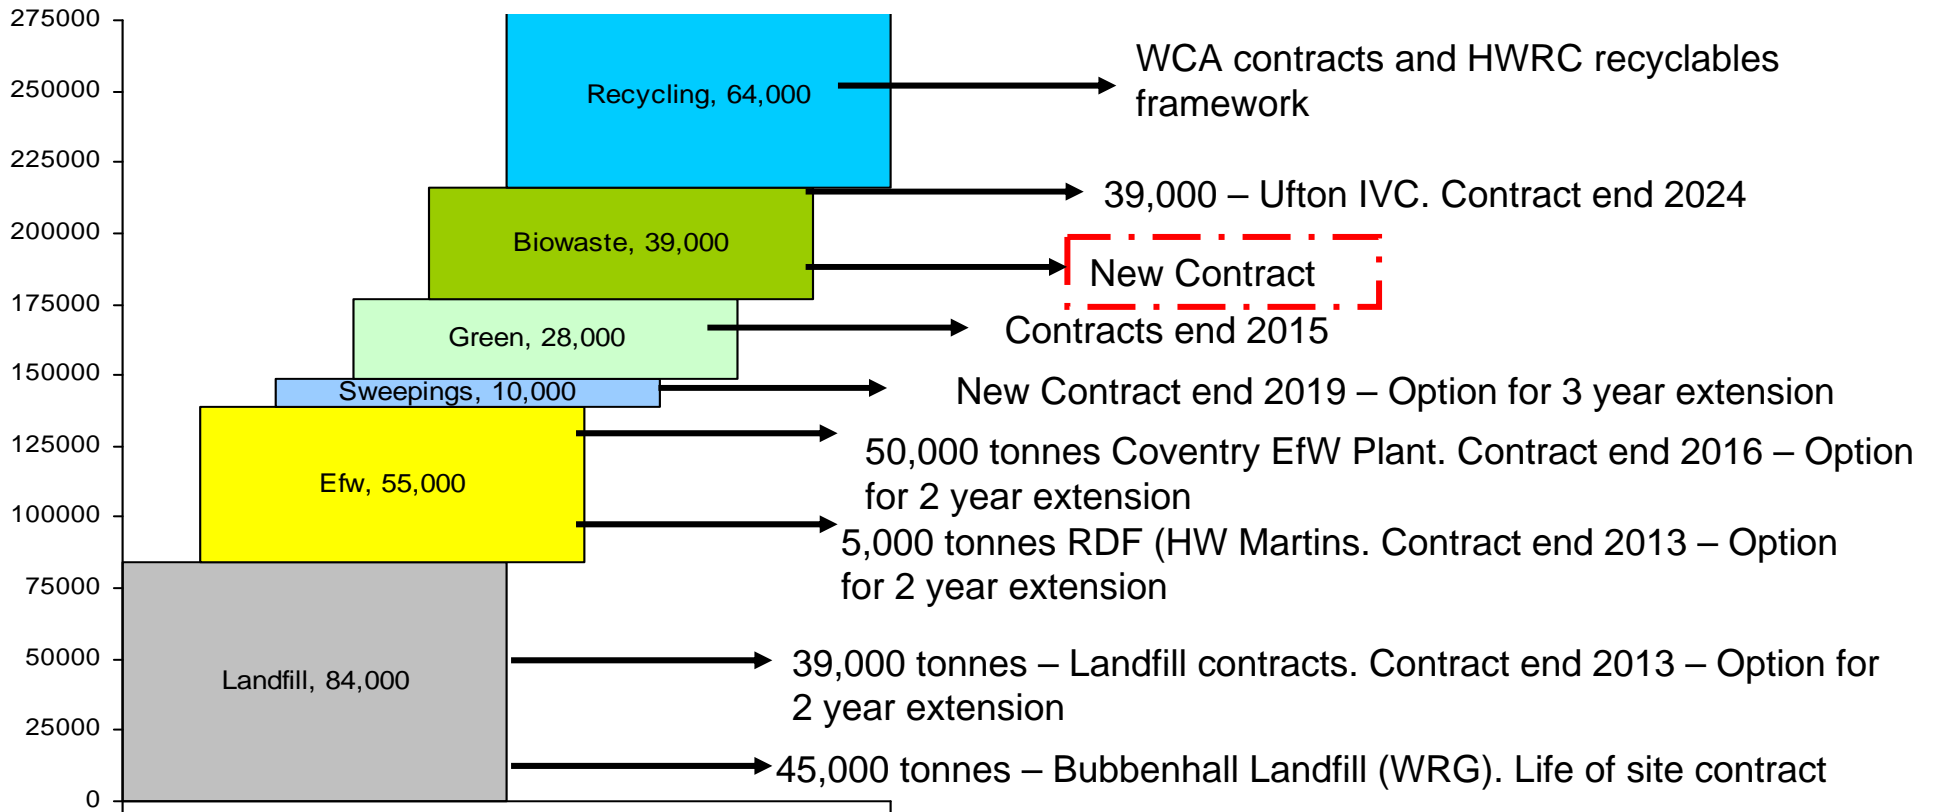 275000
250000
225000
200000
175000
150000
125000
100000
75000
50000
25000
0
Recycling, 64,000
WCA contracts and HWRC recyclables
framework
39,000 – Ufton IVC. Contract end 2024
Biowaste, 39,000
New Contract
Green, 28,000
Contracts end 2015
Sweepings, 10,000
New Contract end 2019 – Option for 3 year extension
50,000 tonnes Coventry EfW Plant. Contract end 2016 – Option
for 2 year extension
Efw, 55,000
5,000 tonnes RDF (HW Martins. Contract end 2013 – Option
for 2 year extension
Landfill, 84,000
39,000 tonnes – Landfill contracts. Contract end 2013 – Option for
2 year extension
45,000 tonnes – Bubbenhall Landfill (WRG). Life of site contract